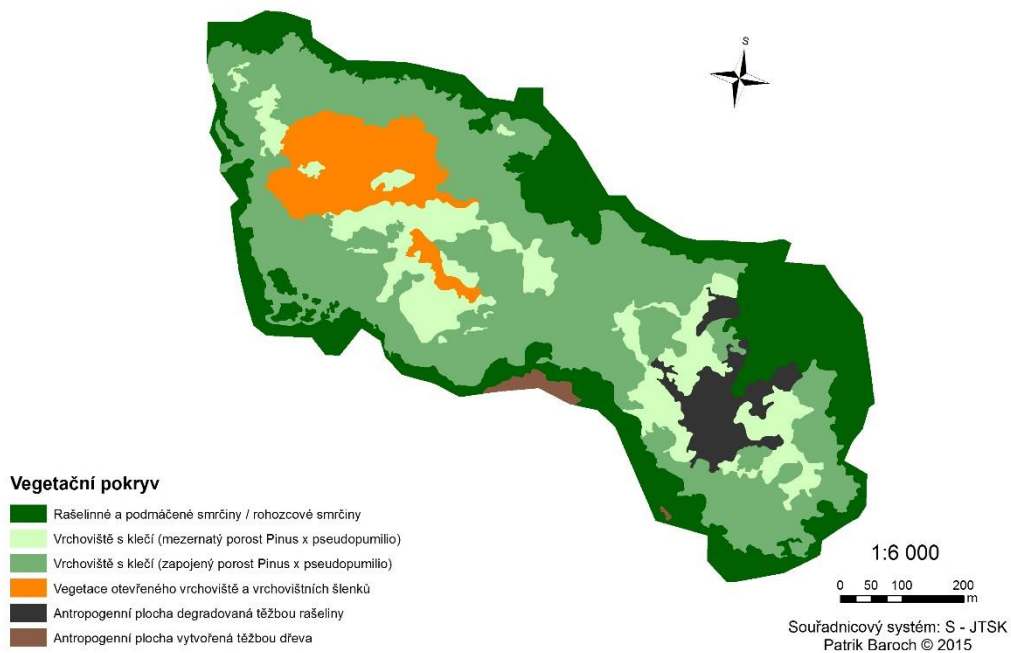 S
Vegetační pokryv
Rašelinné a podmáčené smrčiny / rohozcové smrčiny
Vrchoviště s klečí (mezernatý porost Pinus x pseudopumilio)
Vrchoviště s klečí (zapojený porost Pinus x pseudopumilio)
Vegetace otevřeného vrchoviště a vrchovištních šlenků
Antropogenní plocha degradovaná těžbou rašeliny
Antropogenní plocha vytvořená těžbou dřeva
1:6 000
0 50 100 200
m
Souřadnicový systém: S - JTSK
Patrik Baroch © 2015